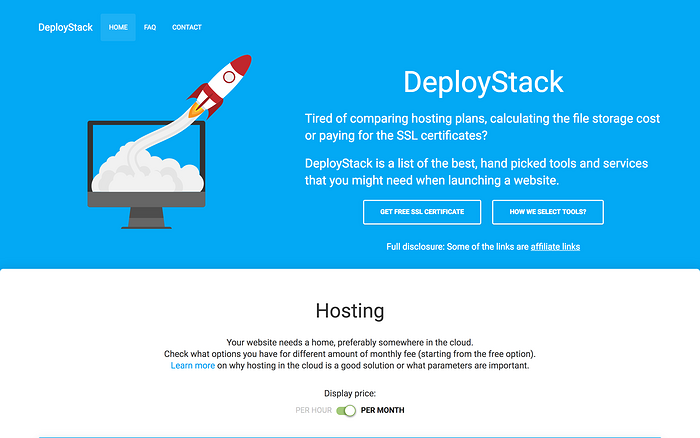 DeployStack HOME FAQ CONTACT
DeployStack
Tired of comparing hosting plans, calculating the file storage cost
or paying for the SSL certificates?
DeployStack is a list of the best, hand picked tools and services
that you might need when launching a website.
GET FREE SSL CERTIFICATE HOW WE SELECT TOOLS?
Full disclosure: Some of the links are affiliate links
Hosting
Your website needs a home, preferably somewhere in the cloud.
Check what options you have for different amount of monthly fee (starting from the free option).
Learn more on why hosting in the cloud is a good solution or what parameters are important.
Display price:
PER HOUR PER MONTH